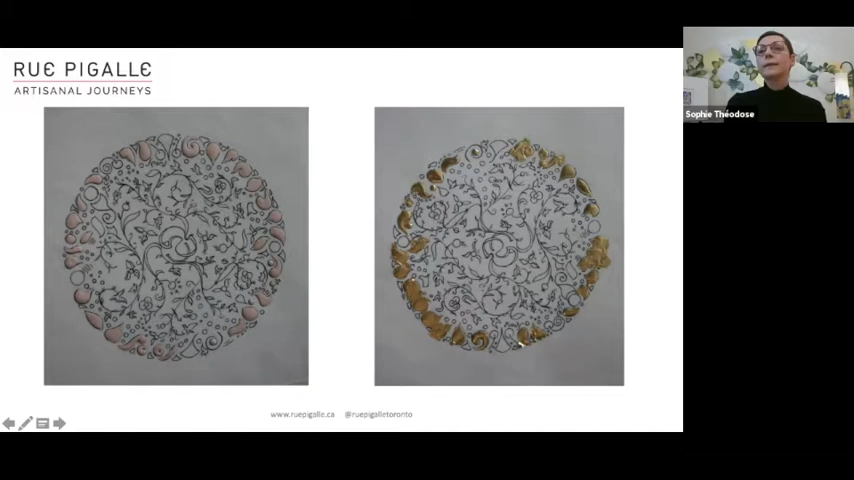 RUE PIGALLE
ARTISANAL JOURNEYS
Sophie Théodose
www.ruepigalle.ca @ruepigalletoronto